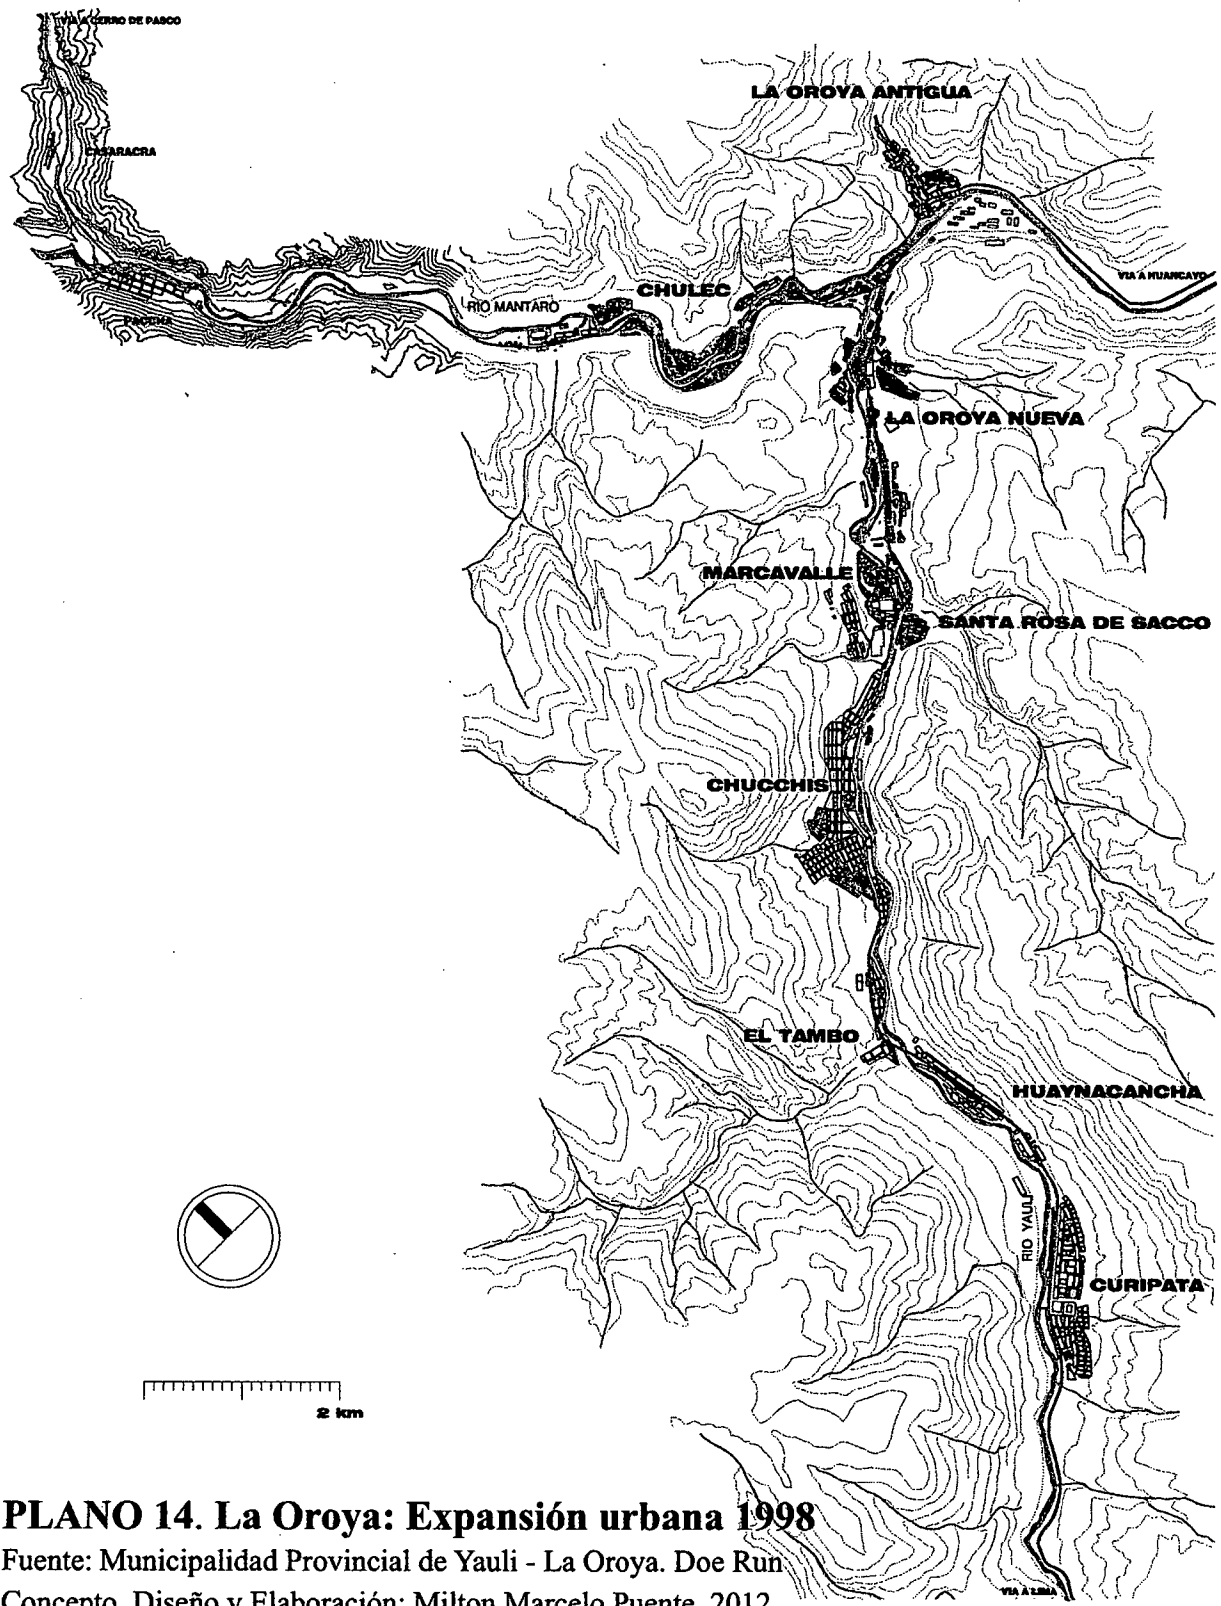 VIA A CERRO DE PASCO
LA OROYA ANTIGUA
CASARACRA
VIA A HUANCAYO
CHULEC
RIO MANTARO
PACCHA
LA OROYA NUEVA
MARCAVALLE
SANTA ROSA DE SACCO
CHUCCHIS
EL TAMBO
HUAYNACANCHA
RIO YAULI
CURIPATA
2 km
PLANO 14. La Oroya: Expansión urbana 1998
Fuente: Municipalidad Provincial de Yauli - La Oroya. Doe Run
Concepto, Diseño y Elaboración: Milton Marcelo Puente, 2012
VIA A LIMA